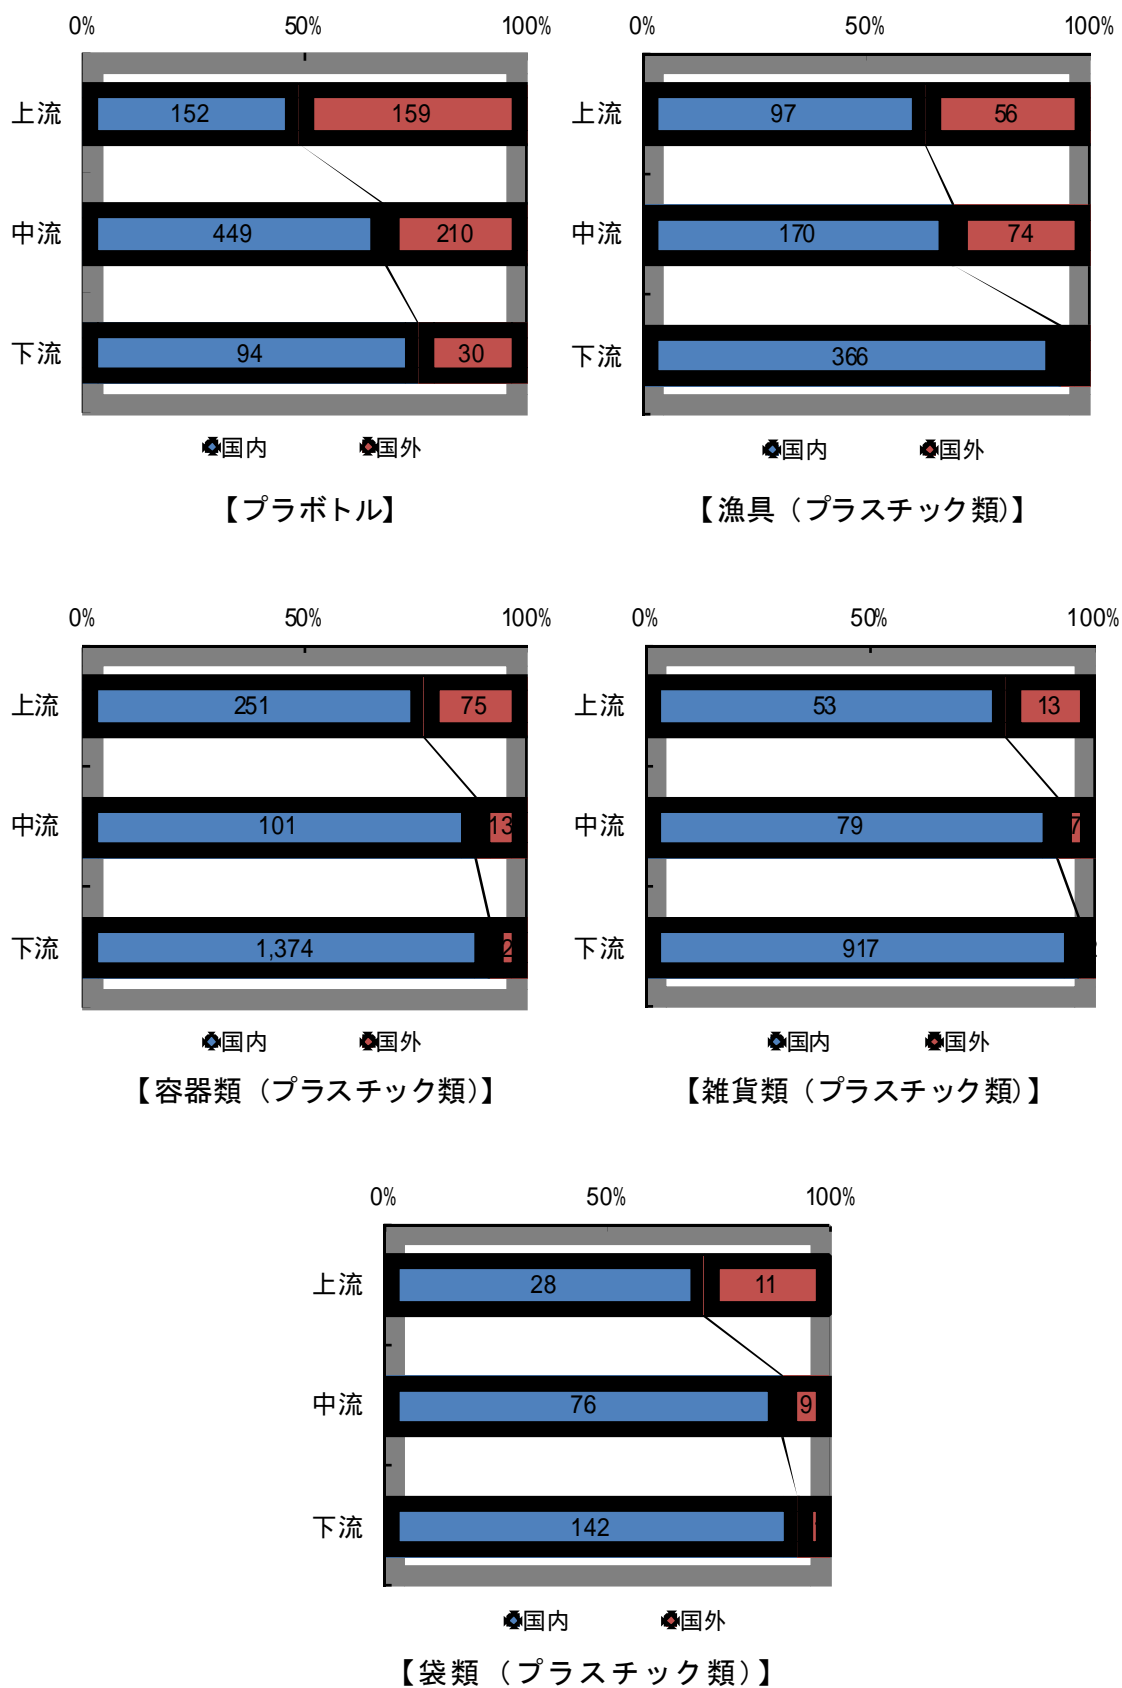 0% 50% 100%
上流 152 159
中流 449 210
下流 94 30
国内 国外
【プラボトル】
0% 50% 100%
上流 97 56
中流 170 74
下流 366
国内 国外
【漁具（プラスチック類）】
0% 50% 100%
上流 251 75
中流 101 13
下流 1,374
国内 国外
【容器類（プラスチック類）】
0% 50% 100%
上流 53 13
中流 79 7
下流 917
国内 国外
【雑貨類（プラスチック類）】
0% 50% 100%
上流 28 11
中流 76 9
下流 142
国内 国外
【袋類（プラスチック類）】